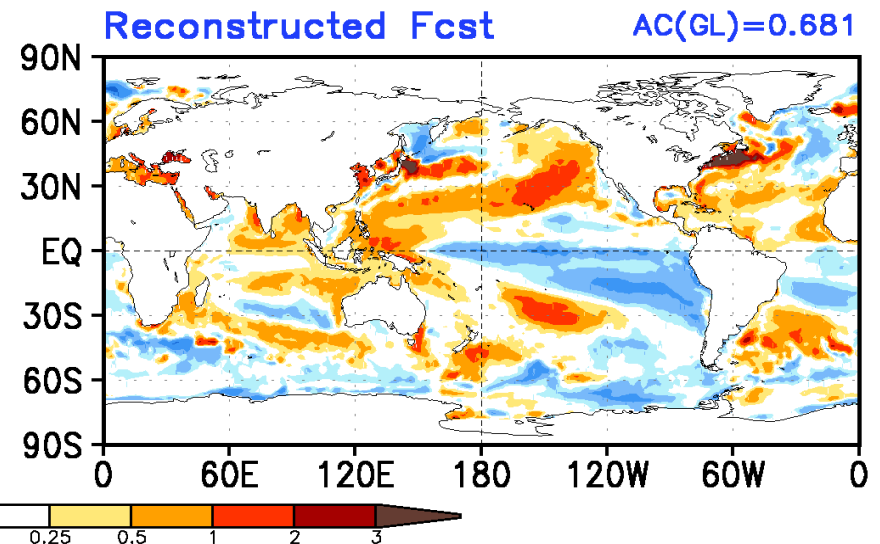 Reconstructed Fcst
AC(GL)=0.681
90N
60N
30N
EQ
30S
60S
90S
0 60E 120E 180 120W 60W 0
0.25 0.5 1 2 3